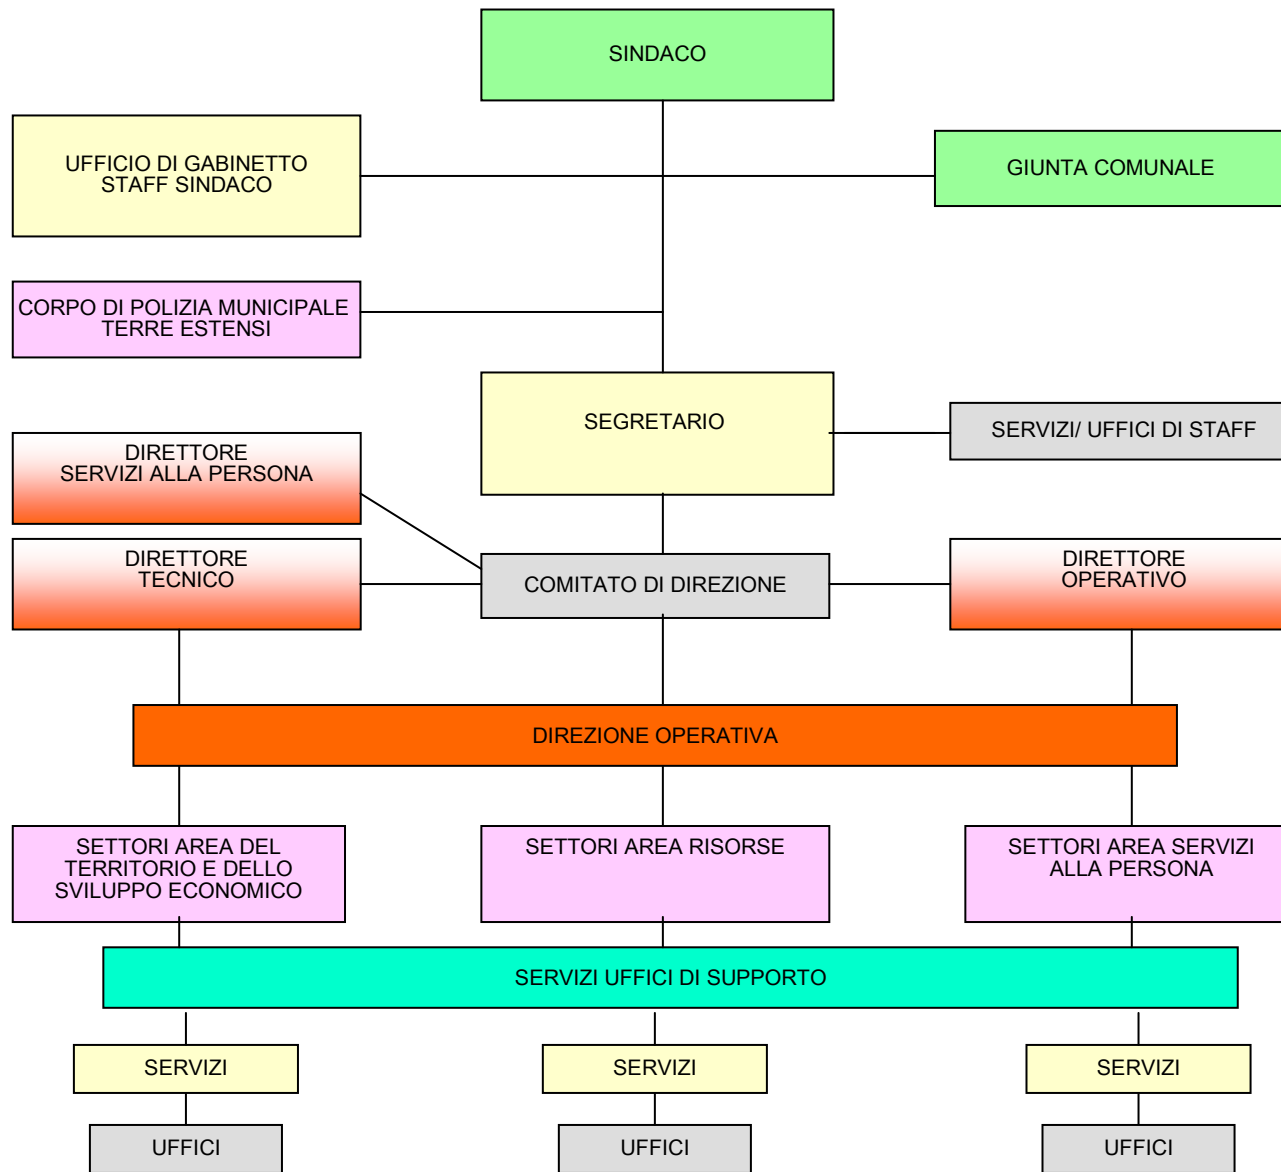 SINDACO
UFFICIO DI GABINETTO
STAFF SINDACO
GIUNTA COMUNALE
CORPO DI POLIZIA MUNICIPALE
TERRE ESTENSI
SEGRETARIO
SERVIZI/ UFFICI DI STAFF
DIRETTORE
SERVIZI ALLA PERSONA
DIRETTORE
TECNICO
COMITATO DI DIREZIONE
DIRETTORE
OPERATIVO
DIREZIONE OPERATIVA
SETTORI AREA DEL
TERRITORIO E DELLO
SVILUPPO ECONOMICO
SETTORI AREA RISORSE
SETTORI AREA SERVIZI
ALLA PERSONA
SERVIZI UFFICI DI SUPPORTO
SERVIZI
SERVIZI
SERVIZI
UFFICI
UFFICI
UFFICI